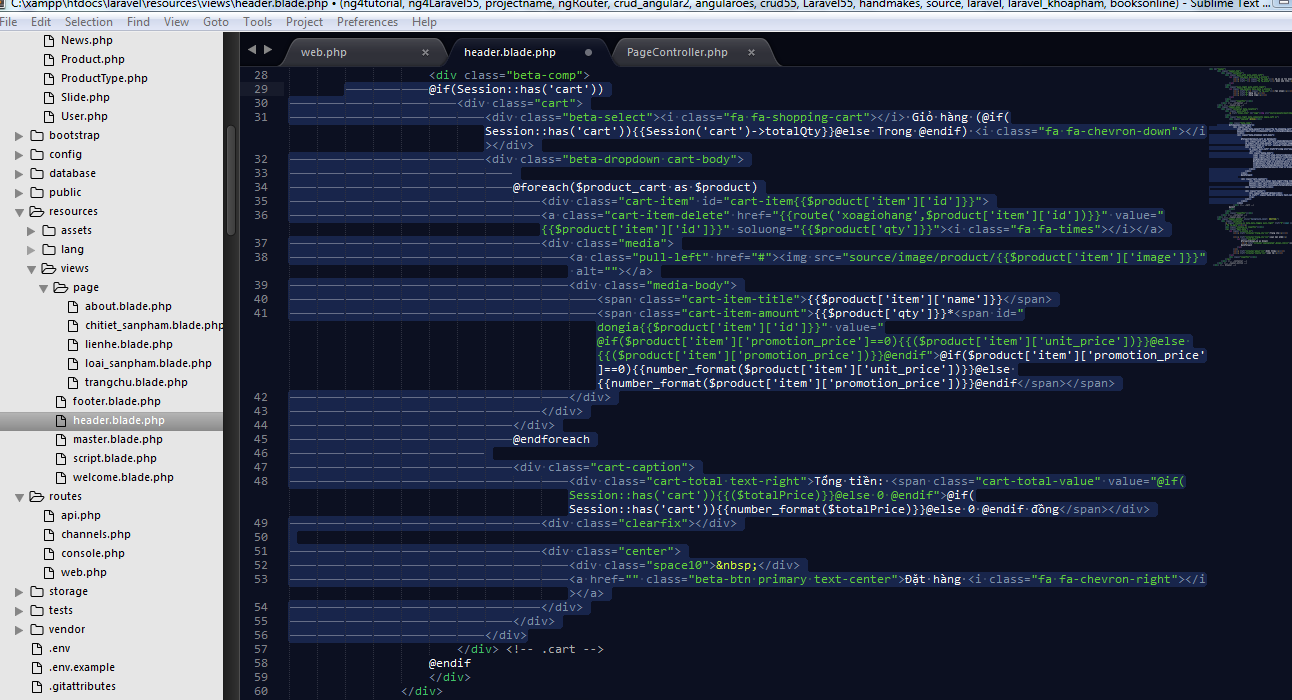 C:\xampp\htdocs\laravel\resources\views\header.blade.php • (ng4tutorial, ng4Laravel55, projectname, ngRouter, crud_angular2, angularoes, crud55, Laravel55, handmakes, source, laravel, laravel_khoapham, booksonline) - Sublime Text ...
File Edit Selection Find View Goto Tools Project Preferences Help
News.php
Product.php
ProductType.php
Slide.php
User.php
bootstrap
config
database
public
resources
assets
lang
views
page
about.blade.php
chitiet_sanpham.blade.php
lienhe.blade.php
loai_sanpham.blade.php
trangchu.blade.php
footer.blade.php
header.blade.php
master.blade.php
script.blade.php
welcome.blade.php
routes
api.php
channels.php
console.php
web.php
storage
tests
vendor
.env
.env.example
.gitattributes
web.php × header.blade.php PageController.php ×
28 <div class="beta-comp">
29 @if(Session::has('cart'))
30 <div class="cart">
31 <div class="beta-select"><i class="fa fa-shopping-cart"></i> Giỏ hàng (@if(
Session::has('cart')){{Session('cart')->totalQty}}@else Trong @endif) <i class="fa fa-chevron-down"></i
></div>
32 <div class="beta-dropdown cart-body">
33
34 @foreach($product_cart as $product)
35 <div class="cart-item" id="cart-item{{$product['item']['id']}}">
36 <a class="cart-item-delete" href="{{route('xoagiohang',$product['item']['id'])}}" value="
{{$product['item']['id']}}" soluong="{{$product['qty']}}"><i class="fa fa-times"></i></a>
37 <div class="media">
38 <a class="pull-left" href="#"><img src="source/image/product/{{$product['item']['image']}}"
alt=""></a>
39 <div class="media-body">
40 <span class="cart-item-title">{{$product['item']['name']}}</span>
41 <span class="cart-item-amount">{{$product['qty']}}*<span id="
dongia{{$product['item']['id']}}" value="
@if($product['item']['promotion_price']==0){{($product['item']['unit_price'])}}@else
{{($product['item']['promotion_price'])}}@endif">@if($product['item']['promotion_price'
]==0){{number_format($product['item']['unit_price'])}}@else
{{number_format($product['item']['promotion_price'])}}@endif</span></span>
42 </div>
43 </div>
44 </div>
45 @endforeach
46
47 <div class="cart-caption">
48 <div class="cart-total text-right">Tổng tiền: <span class="cart-total-value" value="@if(
Session::has('cart')){{($totalPrice)}}@else 0 @endif">@if(
Session::has('cart')){{number_format($totalPrice)}}@else 0 @endif đồng</span></div>
49 <div class="clearfix"></div>
50
51 <div class="center">
52 <div class="space10">&nbsp;</div>
53 <a href="" class="beta-btn primary text-center">Đặt hàng <i class="fa fa-chevron-right"></i
></a>
54 </div>
55 </div>
56 </div>
57 </div> <!-- .cart -->
58 @endif
59 </div>
60 </div>